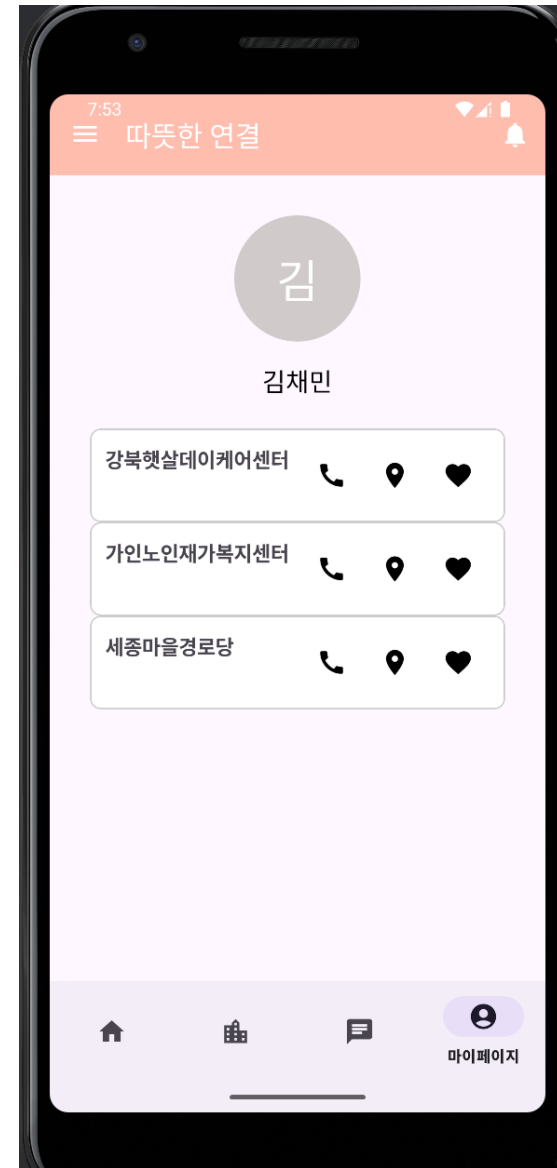 7:53
따뜻한 연결
김
김채민
강북햇살데이케어센터
가인노인재가복지센터
세종마을경로당
마이페이지